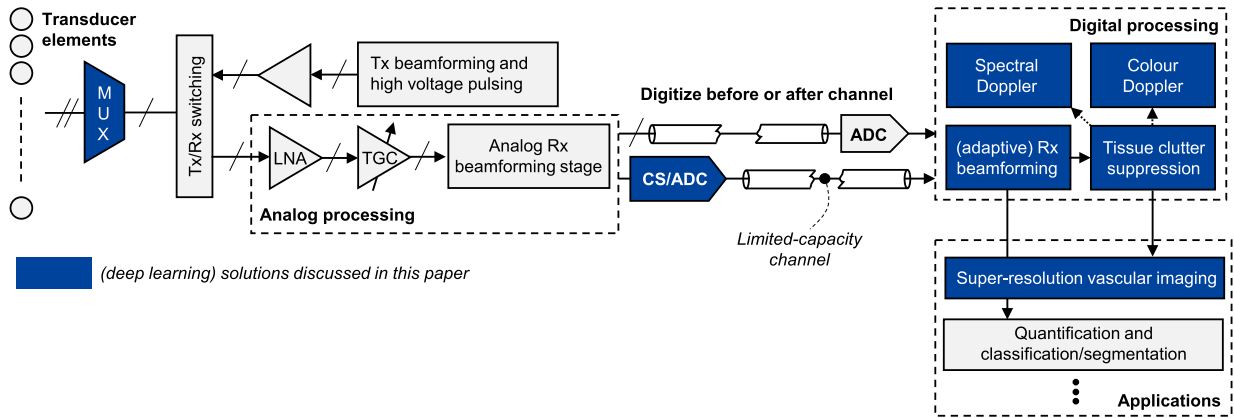 Transducer
elements
M
U
X
Tx/Rx switching
Tx beamforming and
high voltage pulsing
LNA
TGC
Analog Rx
beamforming stage
Analog processing
Digitize before or after channel
ADC
CS/ADC
Limited-capacity
channel
Digital processing
Spectral
Doppler
Colour
Doppler
(adaptive) Rx
beamforming
Tissue clutter
suppression
(deep learning) solutions discussed in this paper
Super-resolution vascular imaging
Quantification and
classification/segmentation
Applications